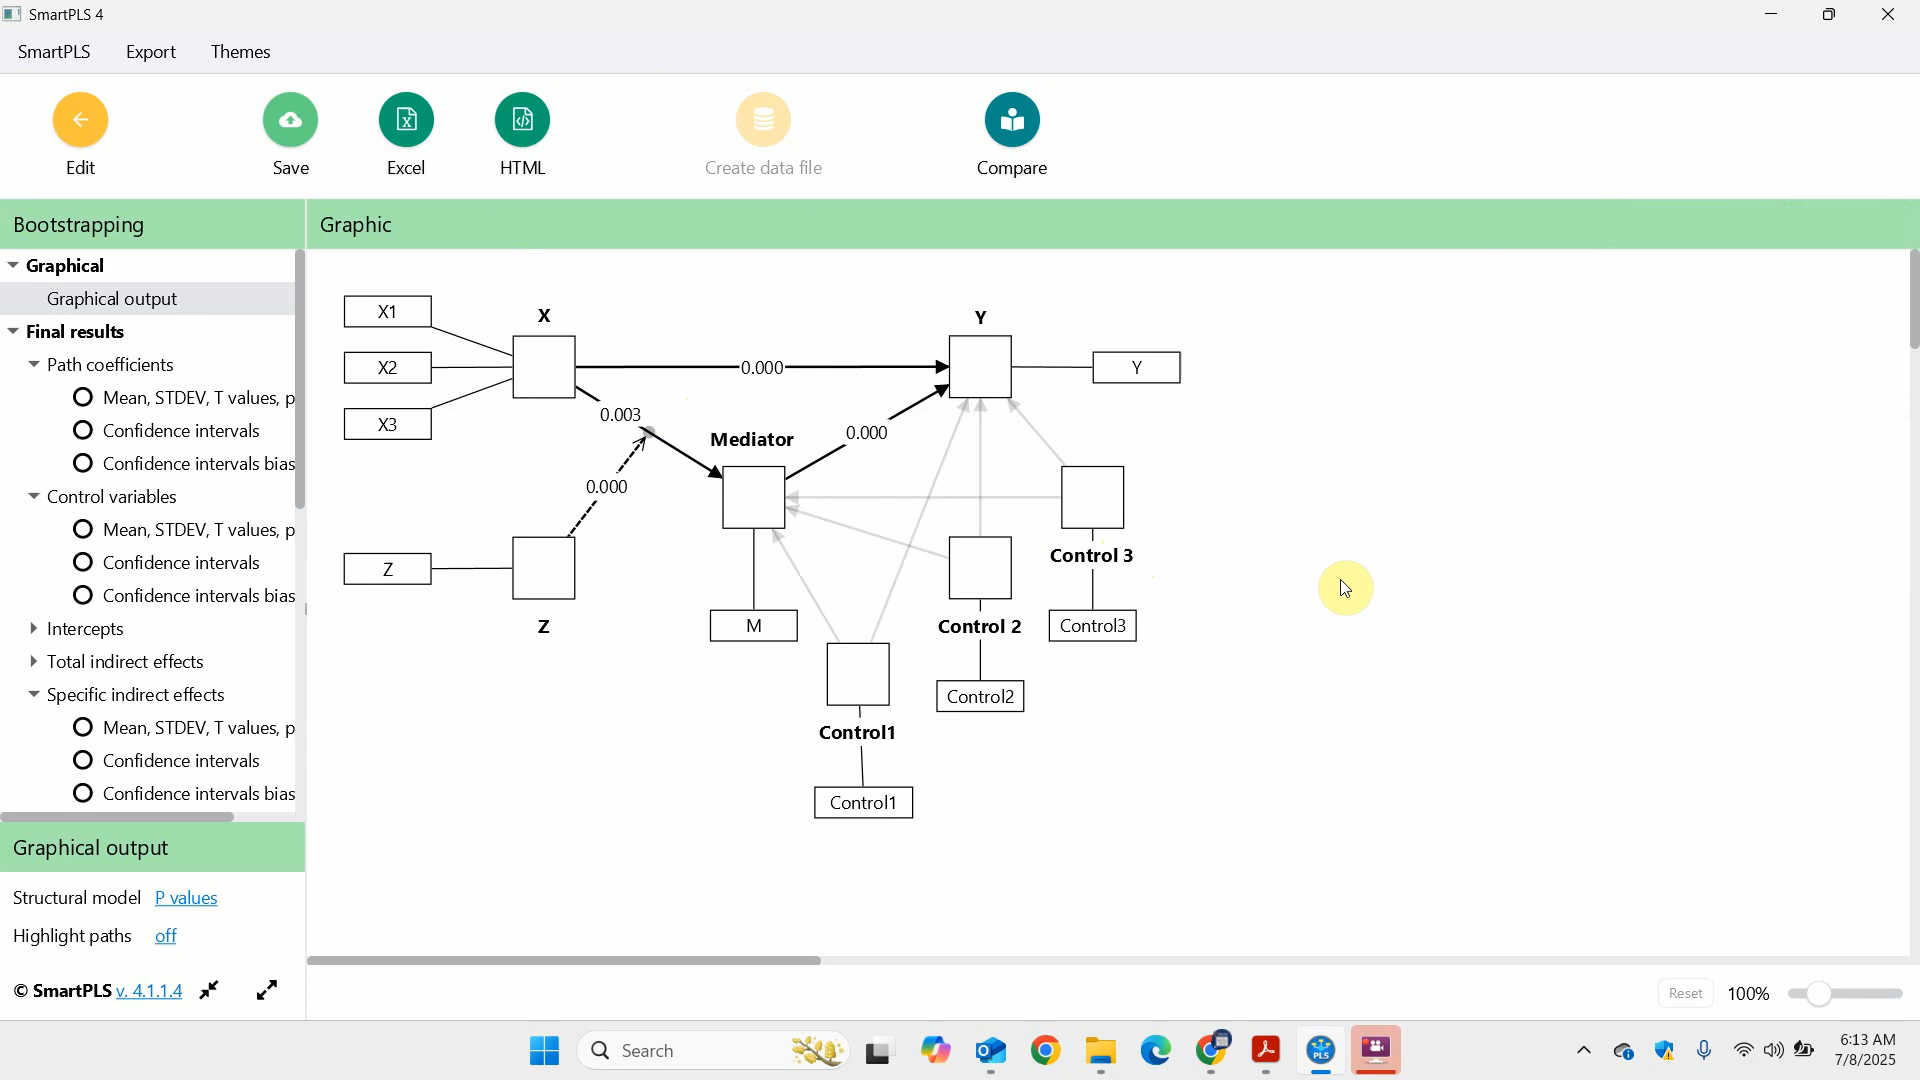 SmartPLS 4
SmartPLS Export Themes
Edit Save Excel HTML Create data file Compare
Bootstrapping
Graphic
Graphical
Graphical output
Final results
Path coefficients
Mean, STDEV, T values, p
Confidence intervals
Confidence intervals bias
Control variables
Mean, STDEV, T values, p
Confidence intervals
Confidence intervals bias
Intercepts
Total indirect effects
Specific indirect effects
Mean, STDEV, T values, p
Confidence intervals
Confidence intervals bias
Graphical output
Structural model P values
Highlight paths off
© SmartPLS v. 4.1.1.4
X1
X
Y
X2
0.000
Y
0.003
X3
0.000
Mediator
0.000
Control 3
Z
Z
M
Control 2
Control3
Control2
Control1
Control1
Reset 100%
Search
PLS
6:13 AM
7/8/2025